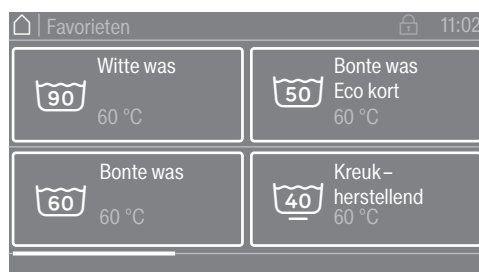 Favorieten 11:02
Witte was
90
60 °C
Bonte was
Eco kort
50
60 °C
Bonte was
60
60 °C
Kreuk–
herstellend
40
60 °C